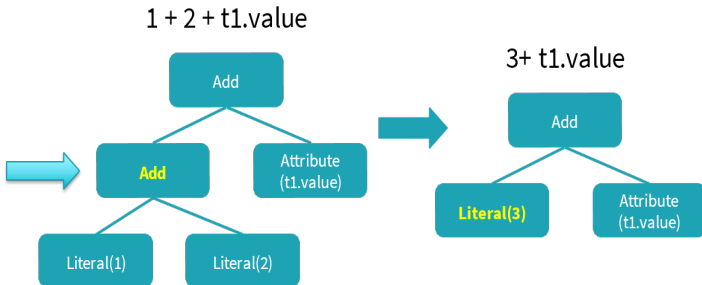 1 + 2 + t1.value
Add
Add
Attribute
(t1.value)
Literal(1)
Literal(2)
3+ t1.value
Add
Literal(3)
Attribute
(t1.value)